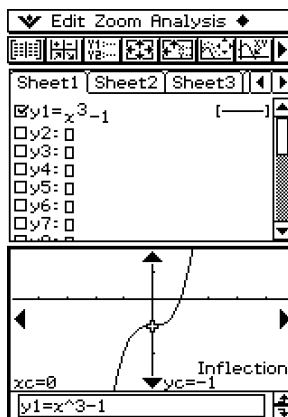 Edit Zoom Analysis
Sheet1 Sheet2 Sheet3
y1=x³-1 [—]
y2:
y3:
y4:
y5:
y6:
y7:
Inflection
xc=0 yc=-1
y1=x^3-1